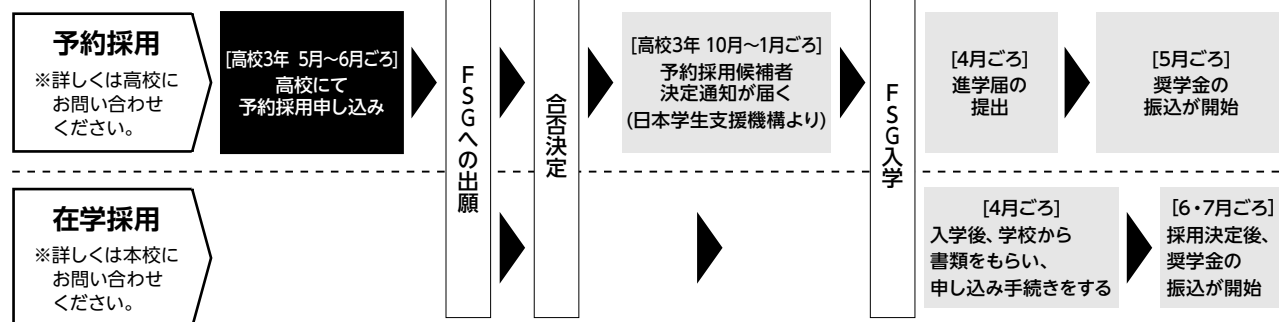 予約採用
※詳しくは高校に
お問い合わせ
ください。
[高校3年 5月～6月ごろ]
高校にて
予約採用申し込み
FSGへの出願
合否決定
[高校3年 10月～1月ごろ]
予約採用候補者
決定通知が届く
(日本学生支援機構より)
FSG入学
[4月ごろ]
進学届の
提出
[5月ごろ]
奨学金の
振込が開始
在学採用
※詳しくは本校に
お問い合わせ
ください。
[4月ごろ]
入学後、学校から
書類をもらい、
申し込み手続きをする
[6・7月ごろ]
採用決定後、
奨学金の
振込が開始